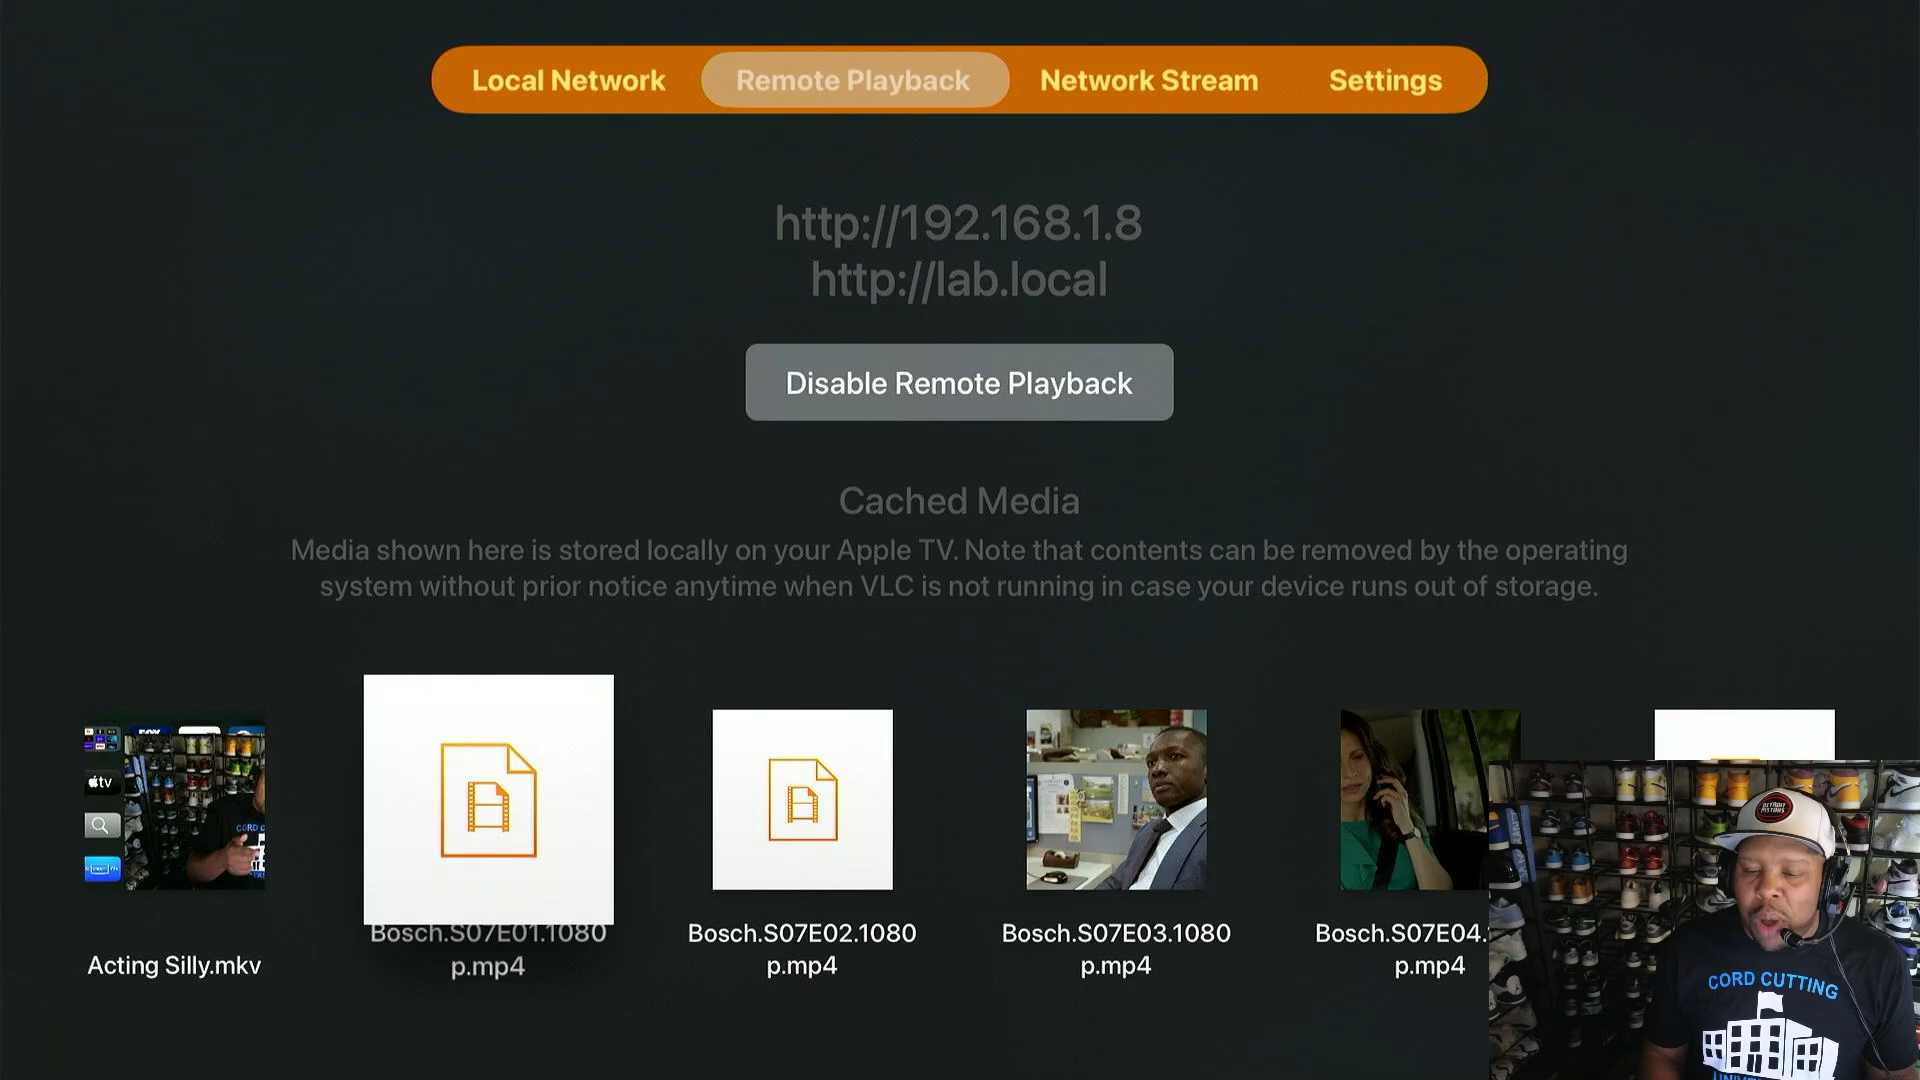 Local Network
Remote Playback
Network Stream
Settings
http://192.168.1.8
http://lab.local
Disable Remote Playback
Cached Media
Media shown here is stored locally on your Apple TV. Note that contents can be removed by the operating
system without prior notice anytime when VLC is not running in case your device runs out of storage.
tv
Acting Silly.mkv
Bosch.S07E01.1080
p.mp4
Bosch.S07E02.1080
p.mp4
Bosch.S07E03.1080
p.mp4
Bosch.S07E04.
p.mp4
DETROIT
PISTONS
CORD CUTTING